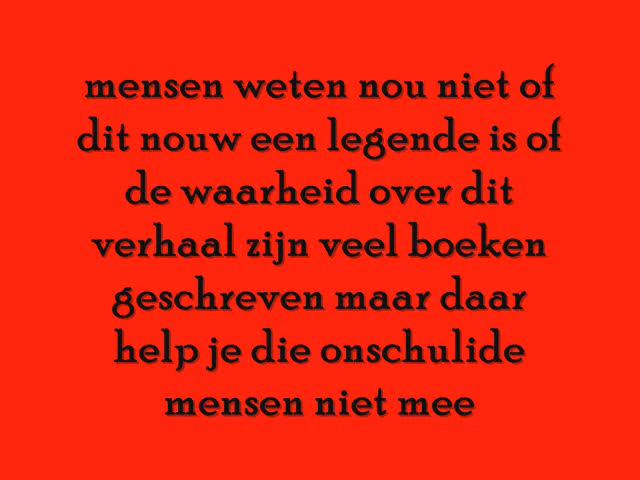 mensen weten nou niet of
dit nouw een legende is of
de waarheid over dit
verhaal zijn veel boeken
geschreven maar daar
help je die onschulide
mensen niet mee